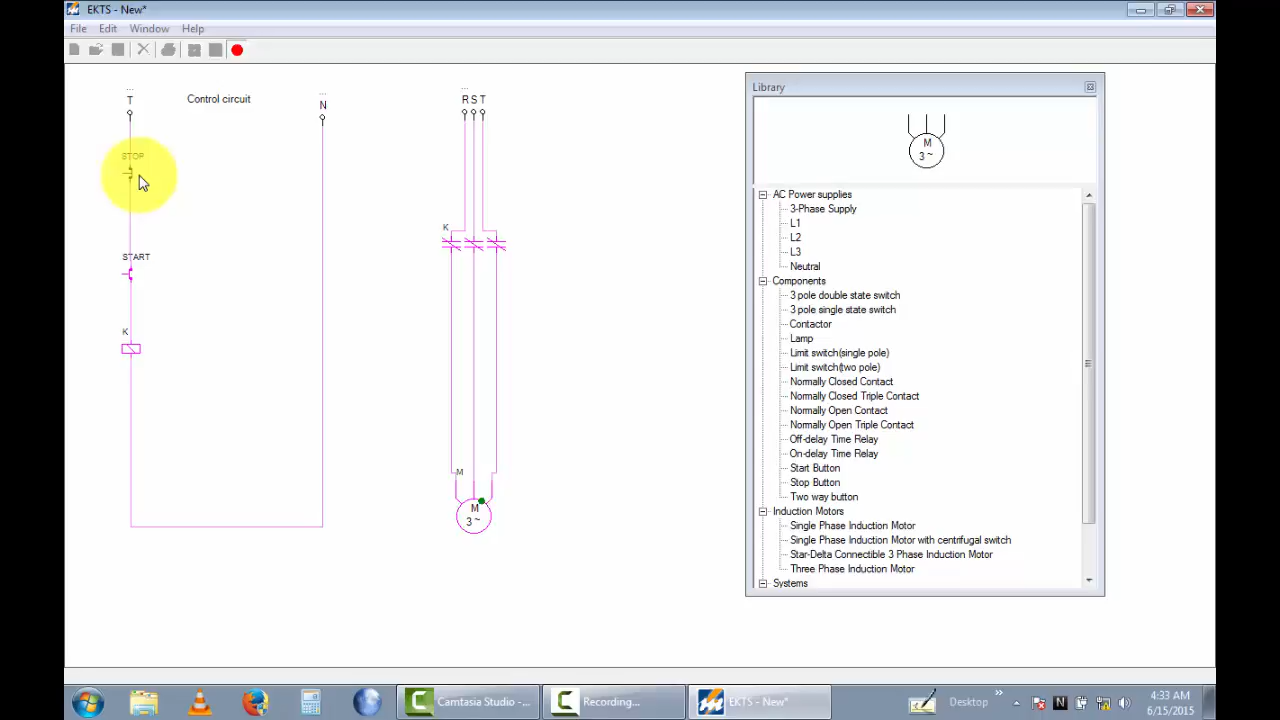 EKTS - New*
File Edit Window Help
...
T
Control circuit
...
N
...
R S T
STOP
START
K
K
M
M
3 ~
Library
M
3 ~
AC Power supplies
3-Phase Supply
L1
L2
L3
Neutral
Components
3 pole double state switch
3 pole single state switch
Contactor
Lamp
Limit switch(single pole)
Limit switch(two pole)
Normally Closed Contact
Normally Closed Triple Contact
Normally Open Contact
Normally Open Triple Contact
Off-delay Time Relay
On-delay Time Relay
Start Button
Stop Button
Two way button
Induction Motors
Single Phase Induction Motor
Single Phase Induction Motor with centrifugal switch
Star-Delta Connectible 3 Phase Induction Motor
Three Phase Induction Motor
Systems
Camtasia Studio -...
Recording...
EKTS - New*
Desktop
N
4:33 AM
6/15/2015